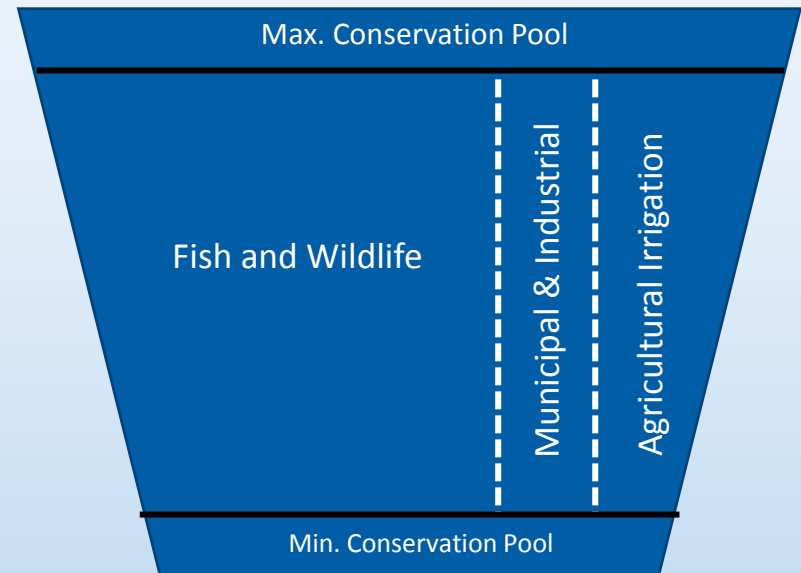 Max. Conservation Pool
Fish and Wildlife
Municipal & Industrial
Agricultural Irrigation
Min. Conservation Pool